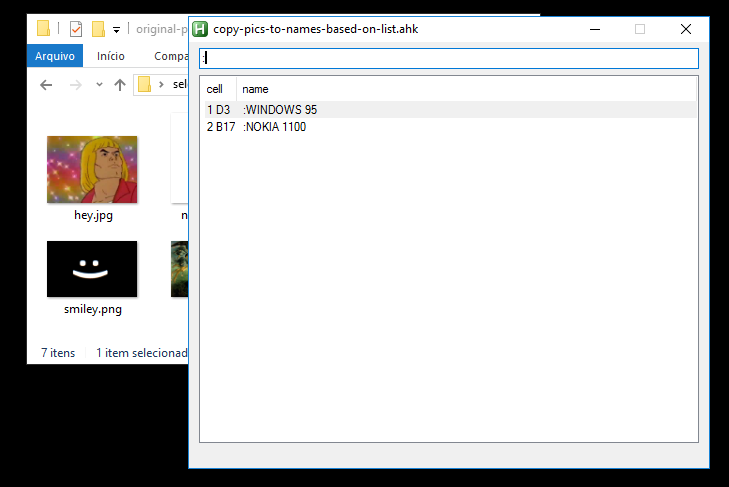 original-p
Arquivo
Início
Compa
sele
hey.jpg
n
smiley.png
7 itens
1 item selecionad
copy-pics-to-names-based-on-list.ahk
:
cell name
1 D3 :WINDOWS 95
2 B17 :NOKIA 1100